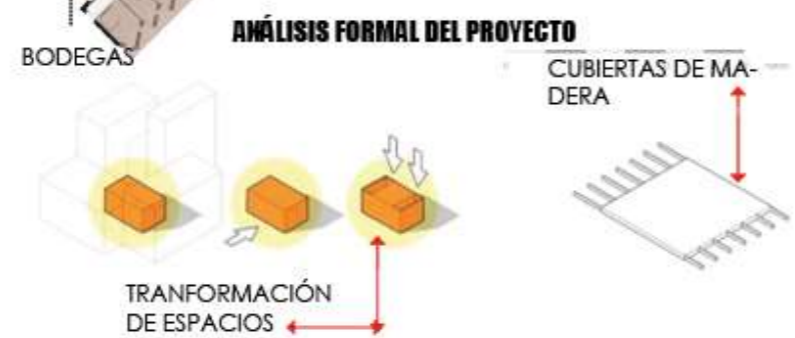 ANÁLISIS FORMAL DEL PROYECTO
BODEGAS
CUBIERTAS DE MA-
DERA
TRANFORMACIÓN
DE ESPACIOS